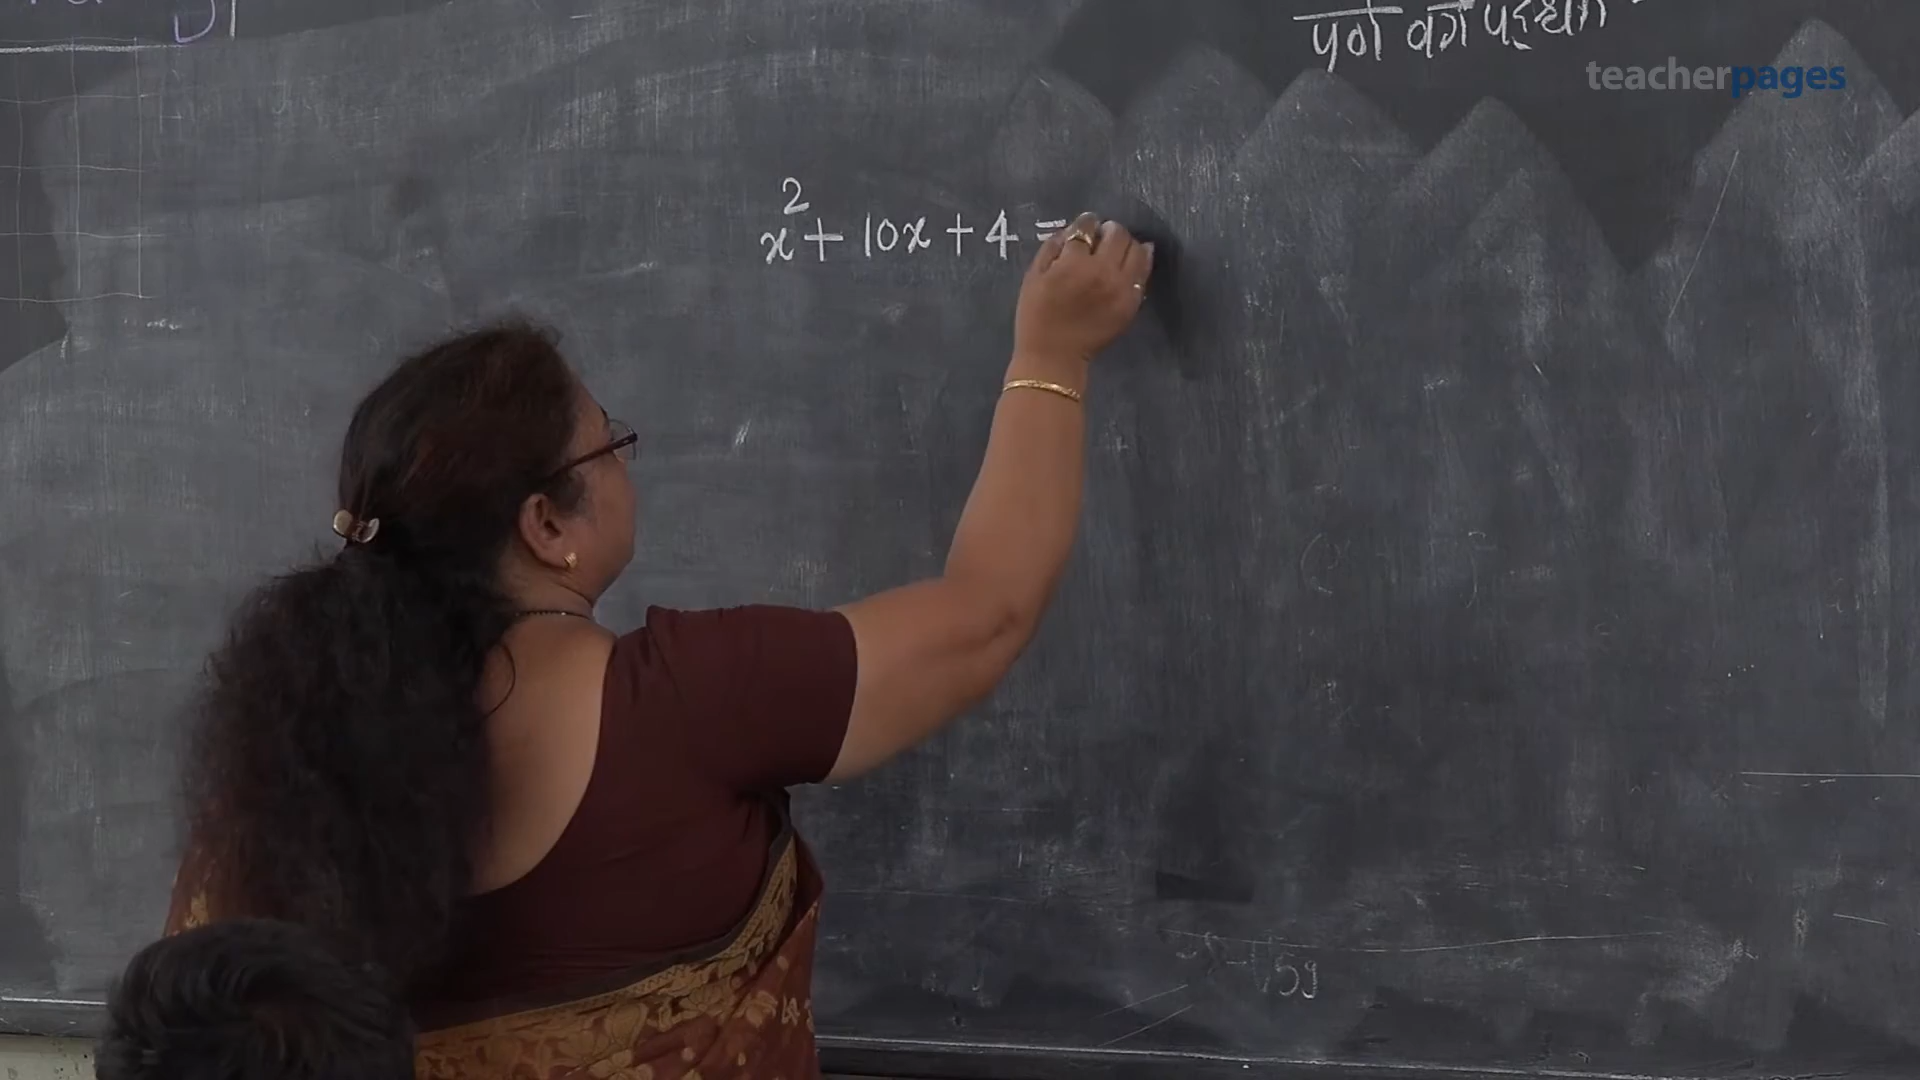 पूर्ण वर्ग पद्धत
teacherpages
x² + 10x + 4 =